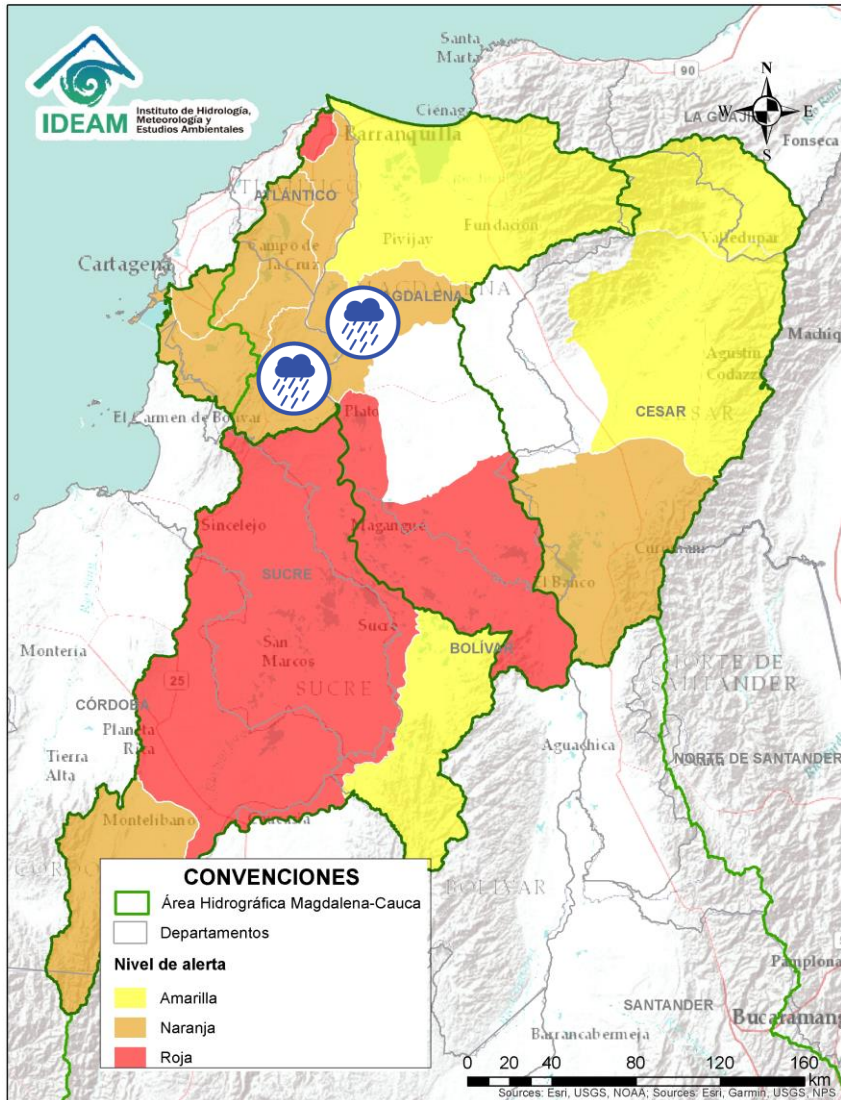 IDEAM
Instituto de Hidrología,
Meteorología y
Estudios Ambientales
Santa
Marta
90
N
W
E
S
LA GUAJI
Fonseca
Ciénaga
Barranquilla
ATLÁNTICO
Cartagena
Campo de
la Cruz
Pivijay
Fundación
Valledupar
MAGDALENA
Machiq
Agustín
Codazzi
CESAR
El Carmen de Bolívar
Plato
Sincelejo
Magangué
SUCRE
Curumaní
El Banco
Sucre
San
Marcos
SUCRE
BOLÍVAR
Montería
25
CÓRDOBA
Planeta
Rica
Tierra
Alta
NORTE DE
SANTANDER
Aguachica
NORTE DE SANTANDER
Montelíbano
BOLÍVAR
Pamplona
SANTANDER
Bucaramang
Barrancabermeja
CONVENCIONES
Área Hidrográfica Magdalena-Cauca
Departamentos
Nivel de alerta
Amarilla
Naranja
Roja
0 20 40 80 120 160
km
Sources: Esri, USGS, NOAA; Sources: Esri, Garmin, USGS, NPS